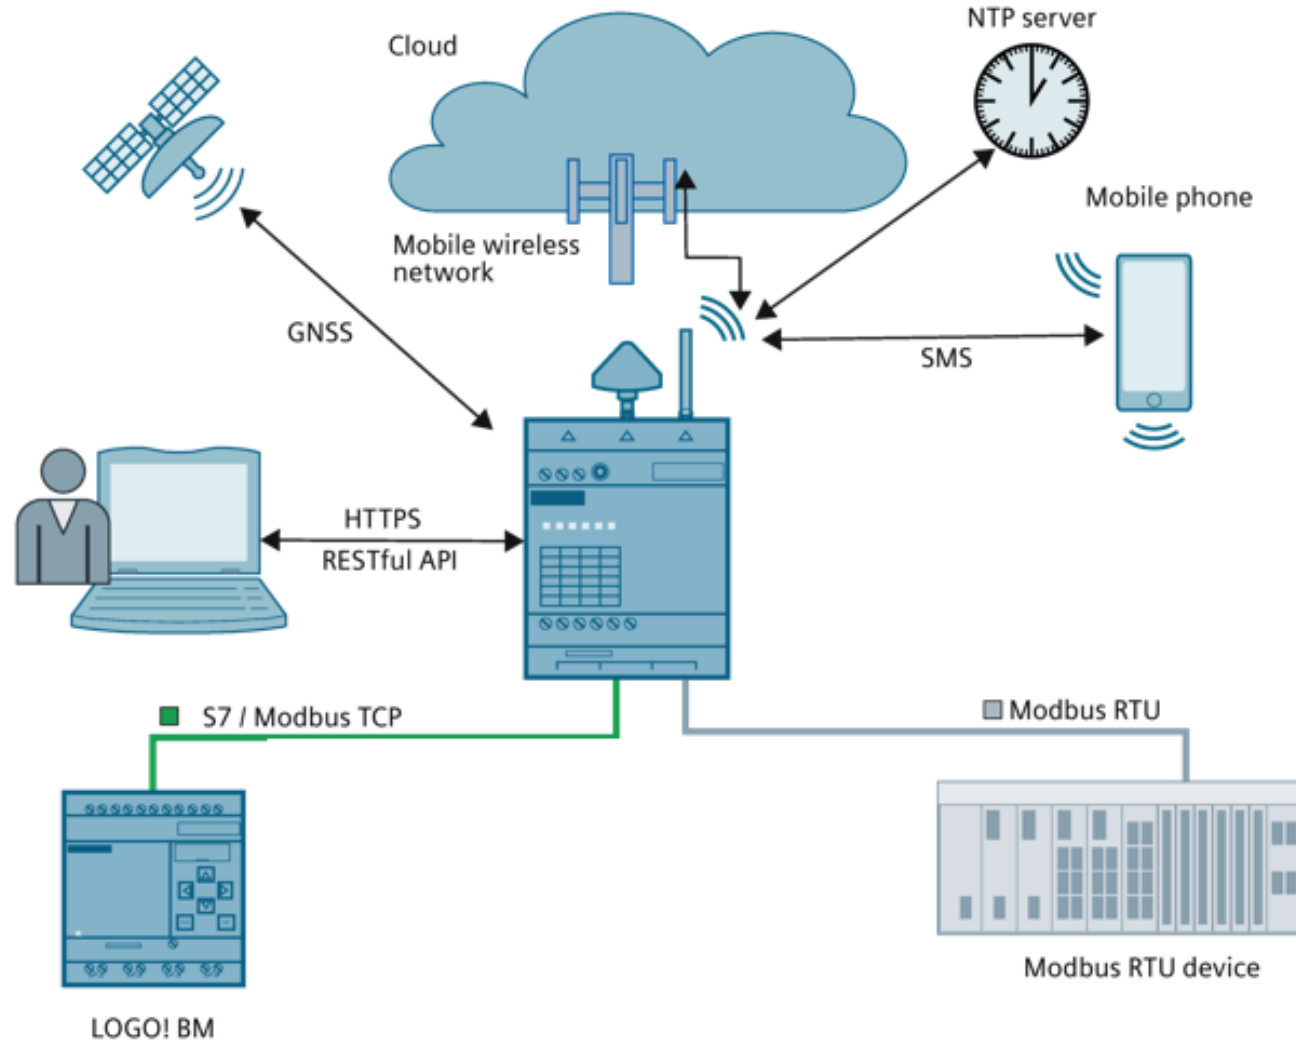 NTP server
Cloud
Mobile phone
Mobile wireless
network
GNSS
SMS
HTTPS
RESTful API
S7 / Modbus TCP
Modbus RTU
Modbus RTU device
LOGO! BM